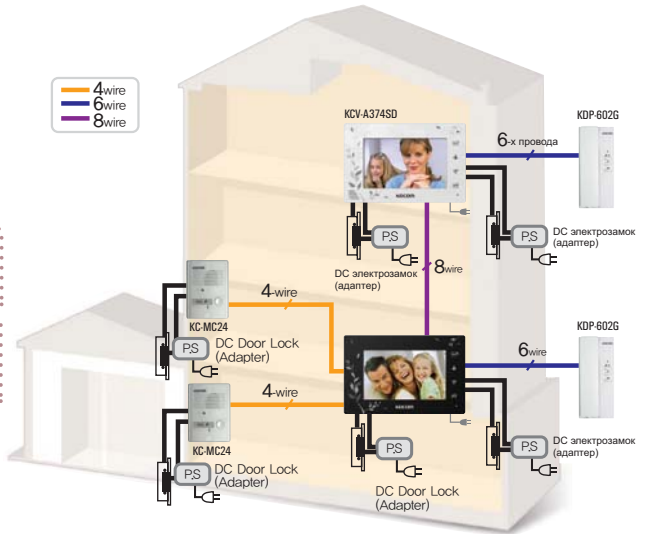 4wire
6wire
8wire
KCV-A374SD
KDP-602G
6-х провода
P,S
DC электрозамок
(адаптер)
P,S
DC электрозамок
(адаптер)
8wire
4-wire
KC-MC24
P,S
DC Door Lock
(Adapter)
KDP-602G
6wire
4-wire
kocom
KC-MC24
P,S
DC Door Lock
(Adapter)
P,S
DC Door Lock
(Adapter)
P,S
DC электрозамок
(адаптер)